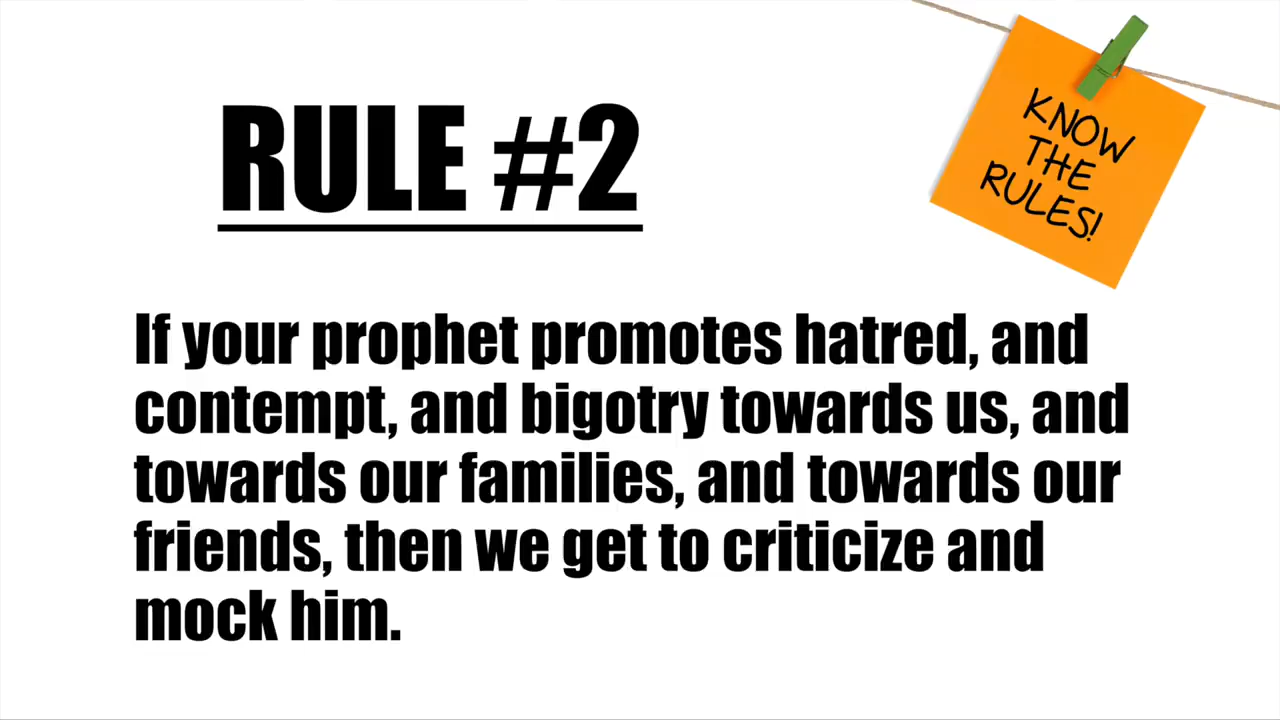 RULE #2
KNOW
THE
RULES!
If your prophet promotes hatred, and
contempt, and bigotry towards us, and
towards our families, and towards our
friends, then we get to criticize and
mock him.